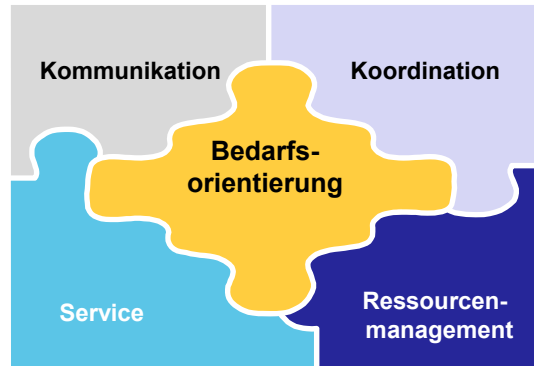 Kommunikation
Koordination
Bedarfs-
orientierung
Service
Ressourcen-
management